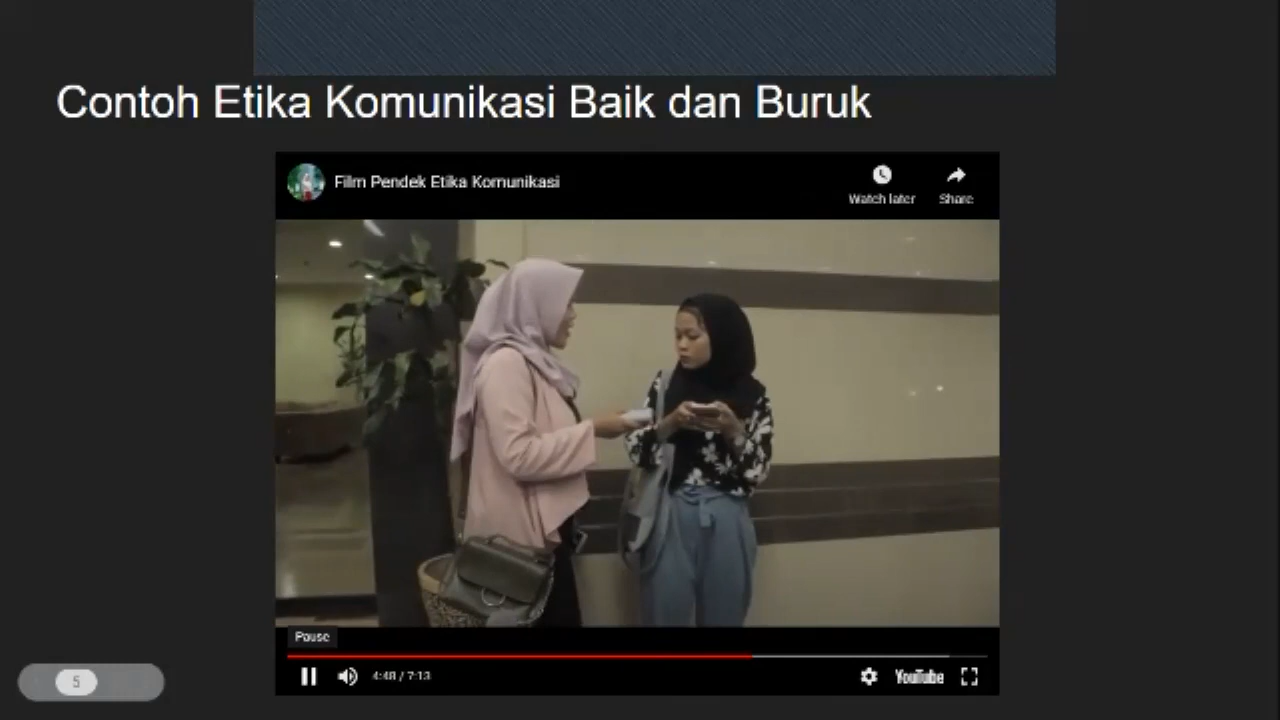 Contoh Etika Komunikasi Baik dan Buruk
Film Pendek Etika Komunikasi
Watch later
Share
Pause
4:48 / 7:13
YouTube
5